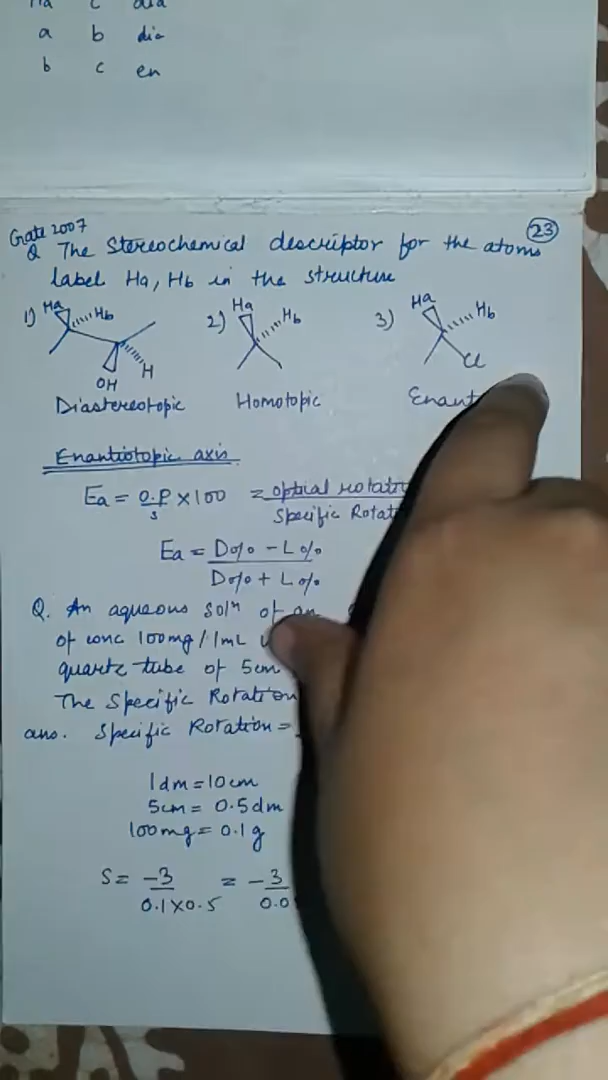 a b dia
b c en
Gate 2007
23
Q The Stereochemical descriptor for the atoms
label Ha, Hb in the structure
1) Ha Hb OH H
2) Ha Hb
3) Ha Hb Cl
Diastereotopic Homotopic
Enantiotopic axis
Ea = O.P/S × 100 = optical
Specific
Ea = D% - L%
D% + L%
Q. An aqueous soln of an
of conc 100mg/1mL
quartz tube of 5cm
The Specific Rotation
ans. Specific Rotation =
1dm = 10cm
5cm = 0.5dm
100mg = 0.1g
S = -3 = -3
0.1 × 0.5 0.0